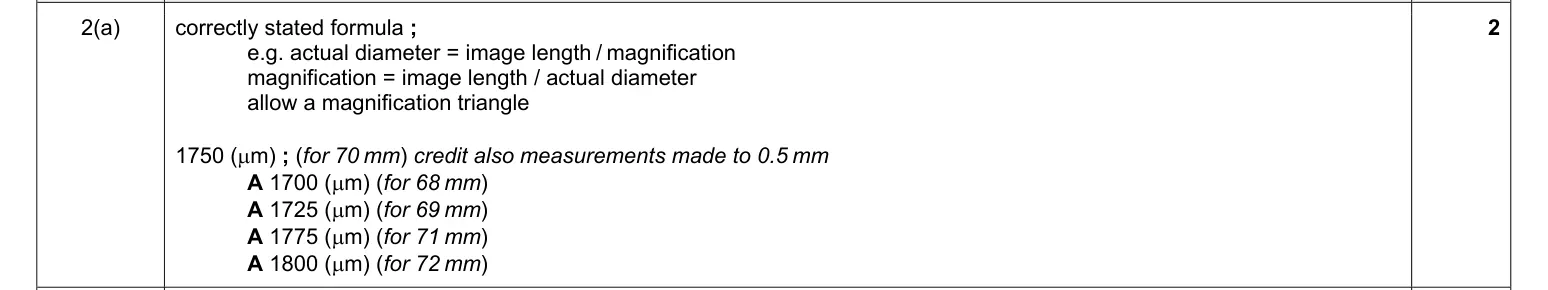 2(a)
correctly stated formula ;
2
e.g. actual diameter = image length / magnification
magnification = image length / actual diameter
allow a magnification triangle
1750 (μm) ; (for 70 mm) credit also measurements made to 0.5 mm
A 1700 (μm) (for 68 mm)
A 1725 (μm) (for 69 mm)
A 1775 (μm) (for 71 mm)
A 1800 (μm) (for 72 mm)